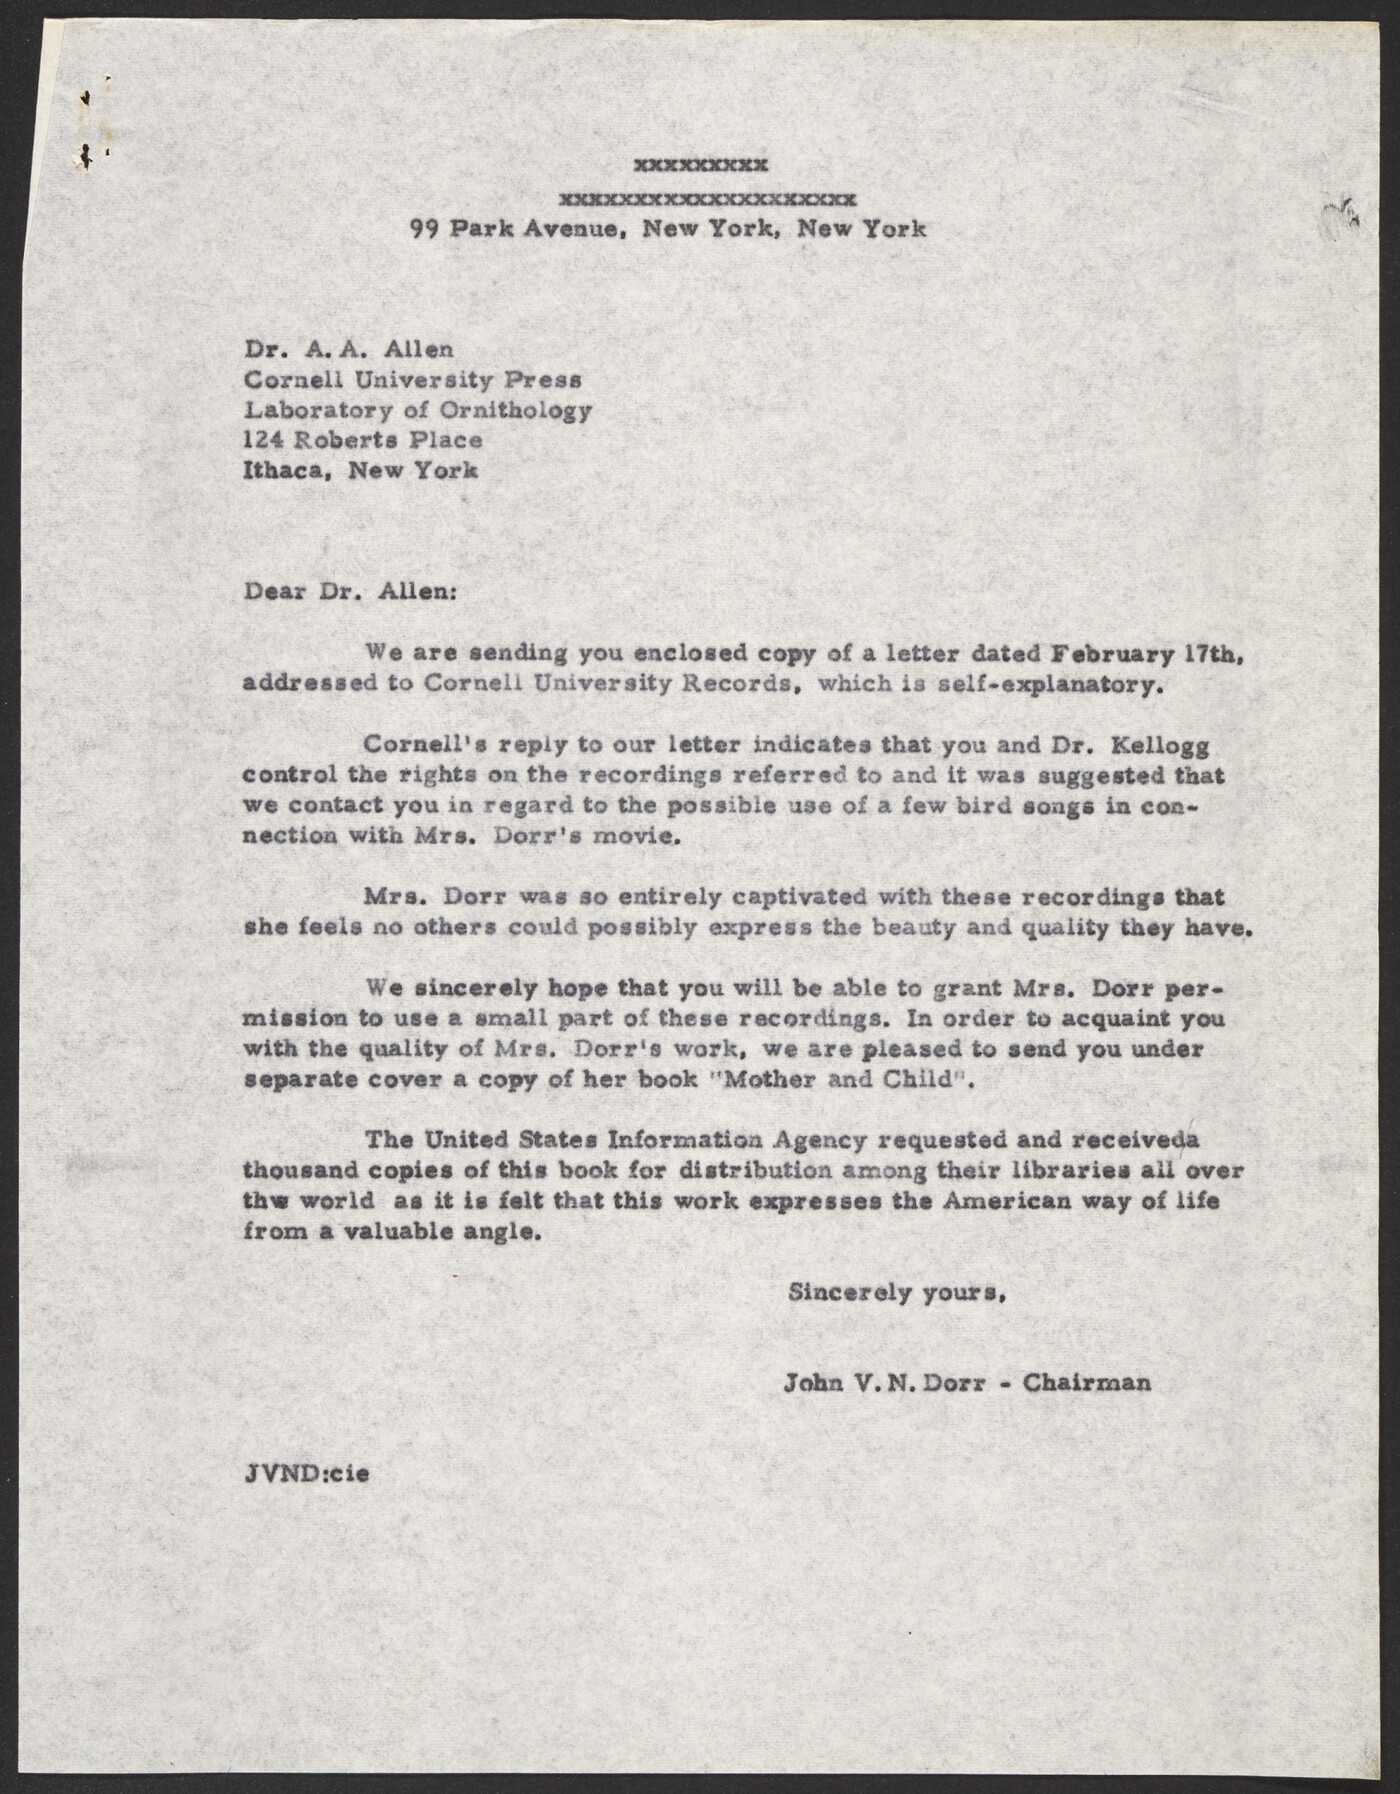 xxxxxxxxx
xxxxxxxxxxxxxxxxxxxx
99 Park Avenue, New York, New York
Dr. A. A. Allen
Cornell University Press
Laboratory of Ornithology
124 Roberts Place
Ithaca, New York
Dear Dr. Allen:
We are sending you enclosed copy of a letter dated February 17th,
addressed to Cornell University Records, which is self-explanatory.
Cornell's reply to our letter indicates that you and Dr. Kellogg
control the rights on the recordings referred to and it was suggested that
we contact you in regard to the possible use of a few bird songs in con-
nection with Mrs. Dorr's movie.
Mrs. Dorr was so entirely captivated with these recordings that
she feels no others could possibly express the beauty and quality they have.
We sincerely hope that you will be able to grant Mrs. Dorr per-
mission to use a small part of these recordings. In order to acquaint you
with the quality of Mrs. Dorr's work, we are pleased to send you under
separate cover a copy of her book "Mother and Child".
The United States Information Agency requested and received/a
thousand copies of this book for distribution among their libraries all over
thw world as it is felt that this work expresses the American way of life
from a valuable angle.
Sincerely yours,
John V. N. Dorr - Chairman
JVND:cie